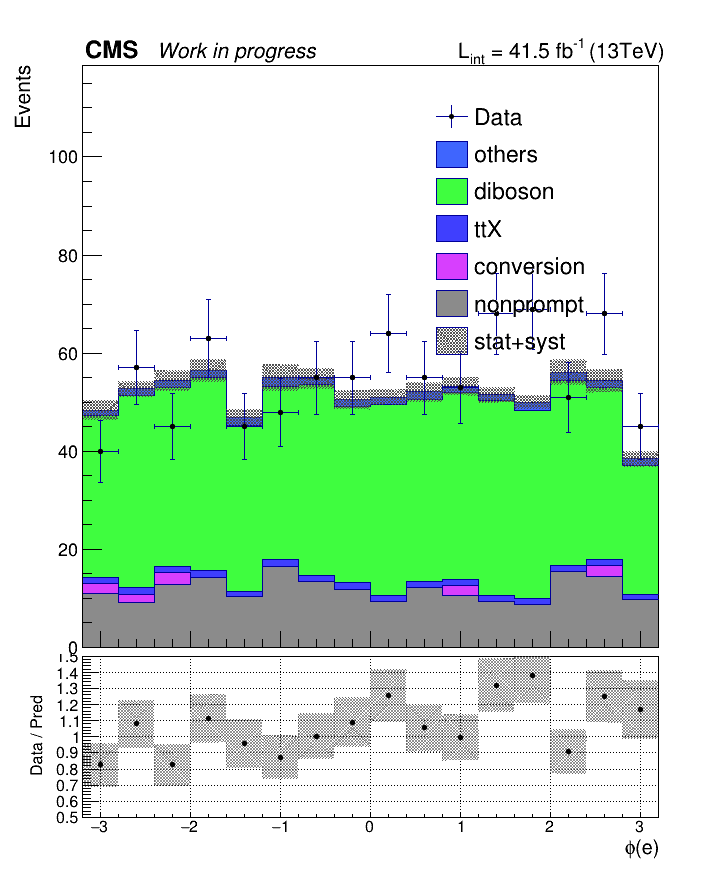 CMS Work in progress L_int = 41.5 fb^-1 (13TeV)
Events
100
80
60
40
20
0
Data
others
diboson
ttX
conversion
nonprompt
stat+syst
Data / Pred
1.5
1.4
1.3
1.2
1.1
1
0.9
0.8
0.7
0.6
0.5
−3 −2 −1 0 1 2 3
ϕ(e)